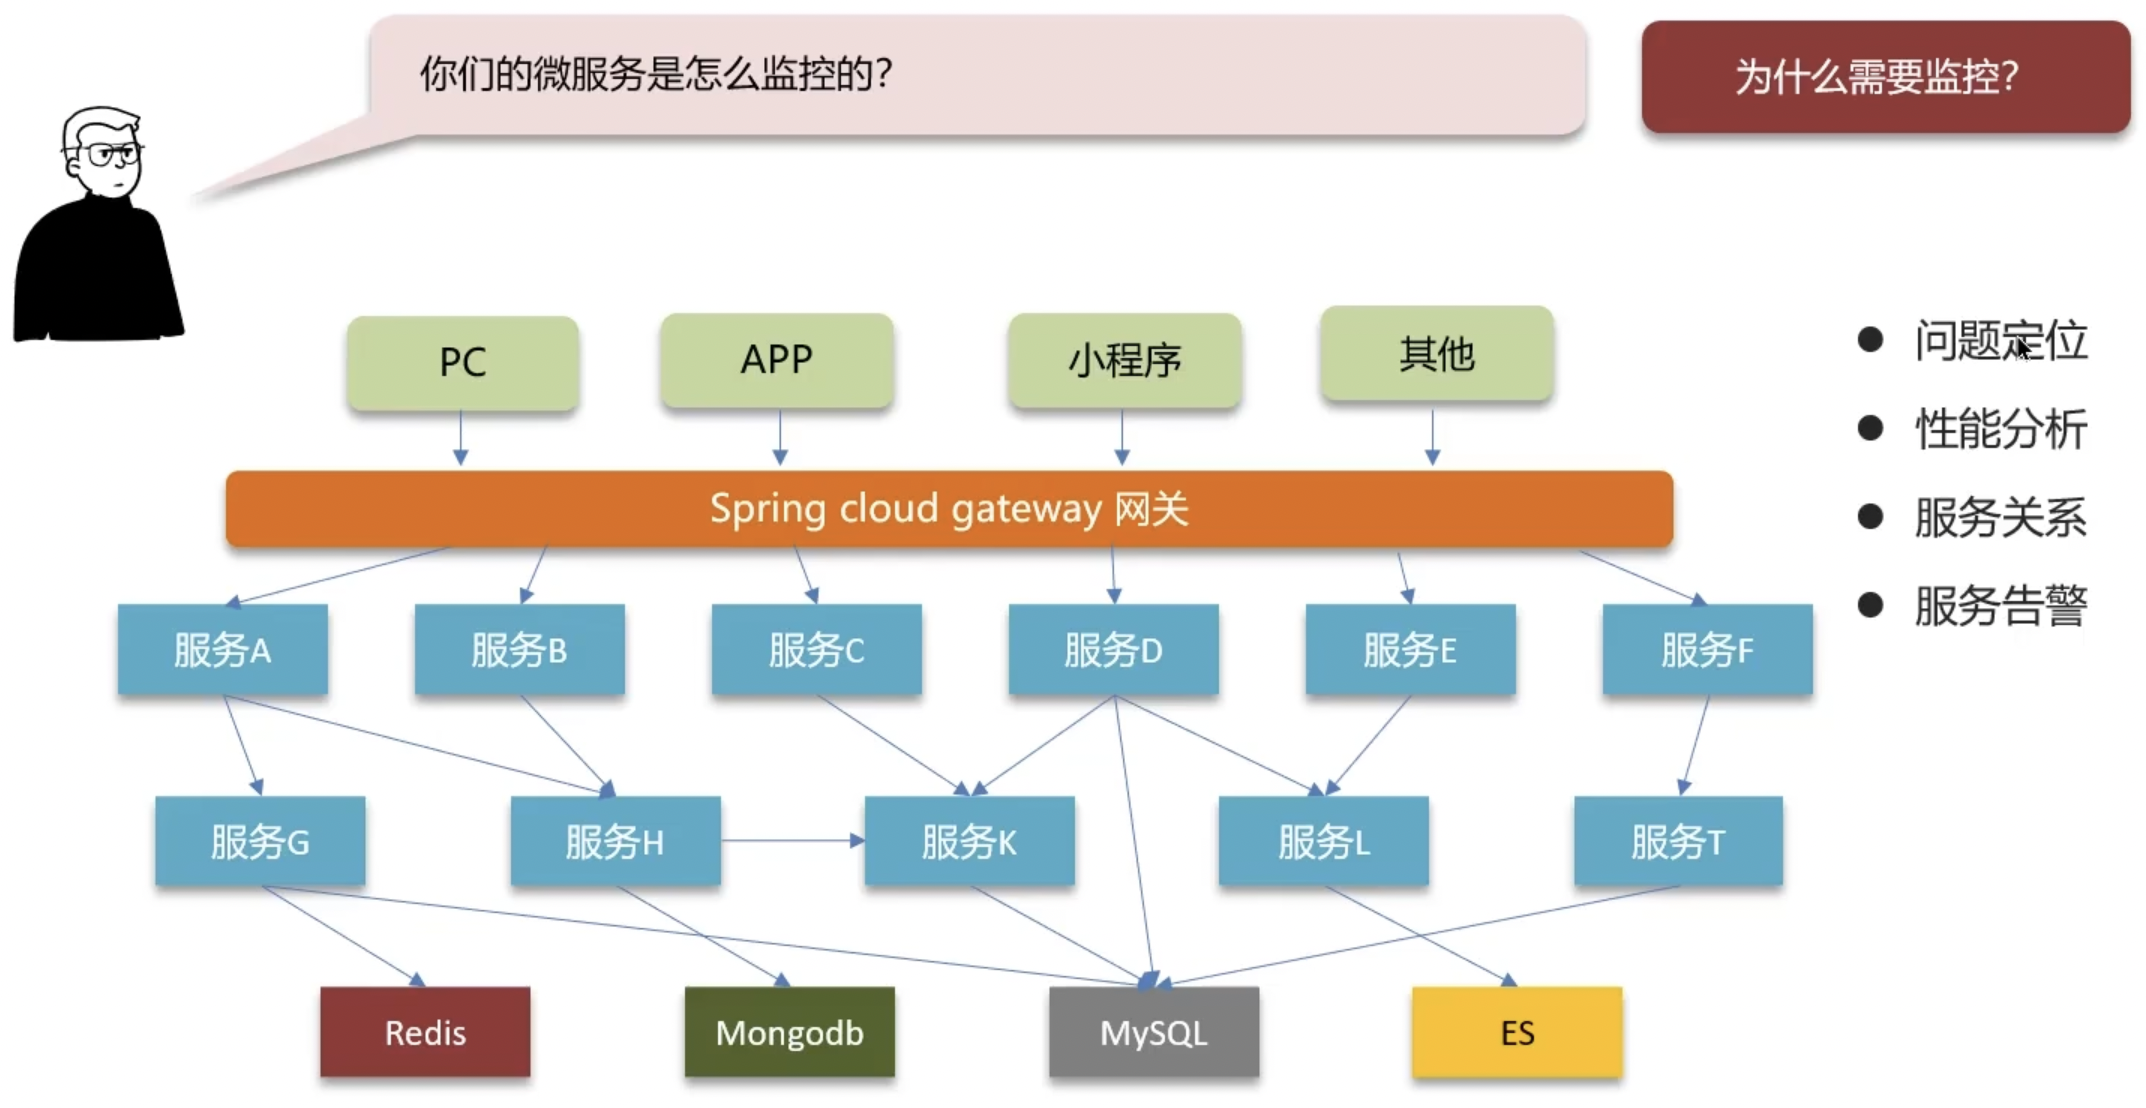 你们的微服务是怎么监控的?
为什么需要监控?
PC
APP
小程序
其他
Spring cloud gateway 网关
服务A
服务B
服务C
服务D
服务E
服务F
服务G
服务H
服务K
服务L
服务T
Redis
Mongodb
MySQL
ES
● 问题定位
● 性能分析
● 服务关系
● 服务告警